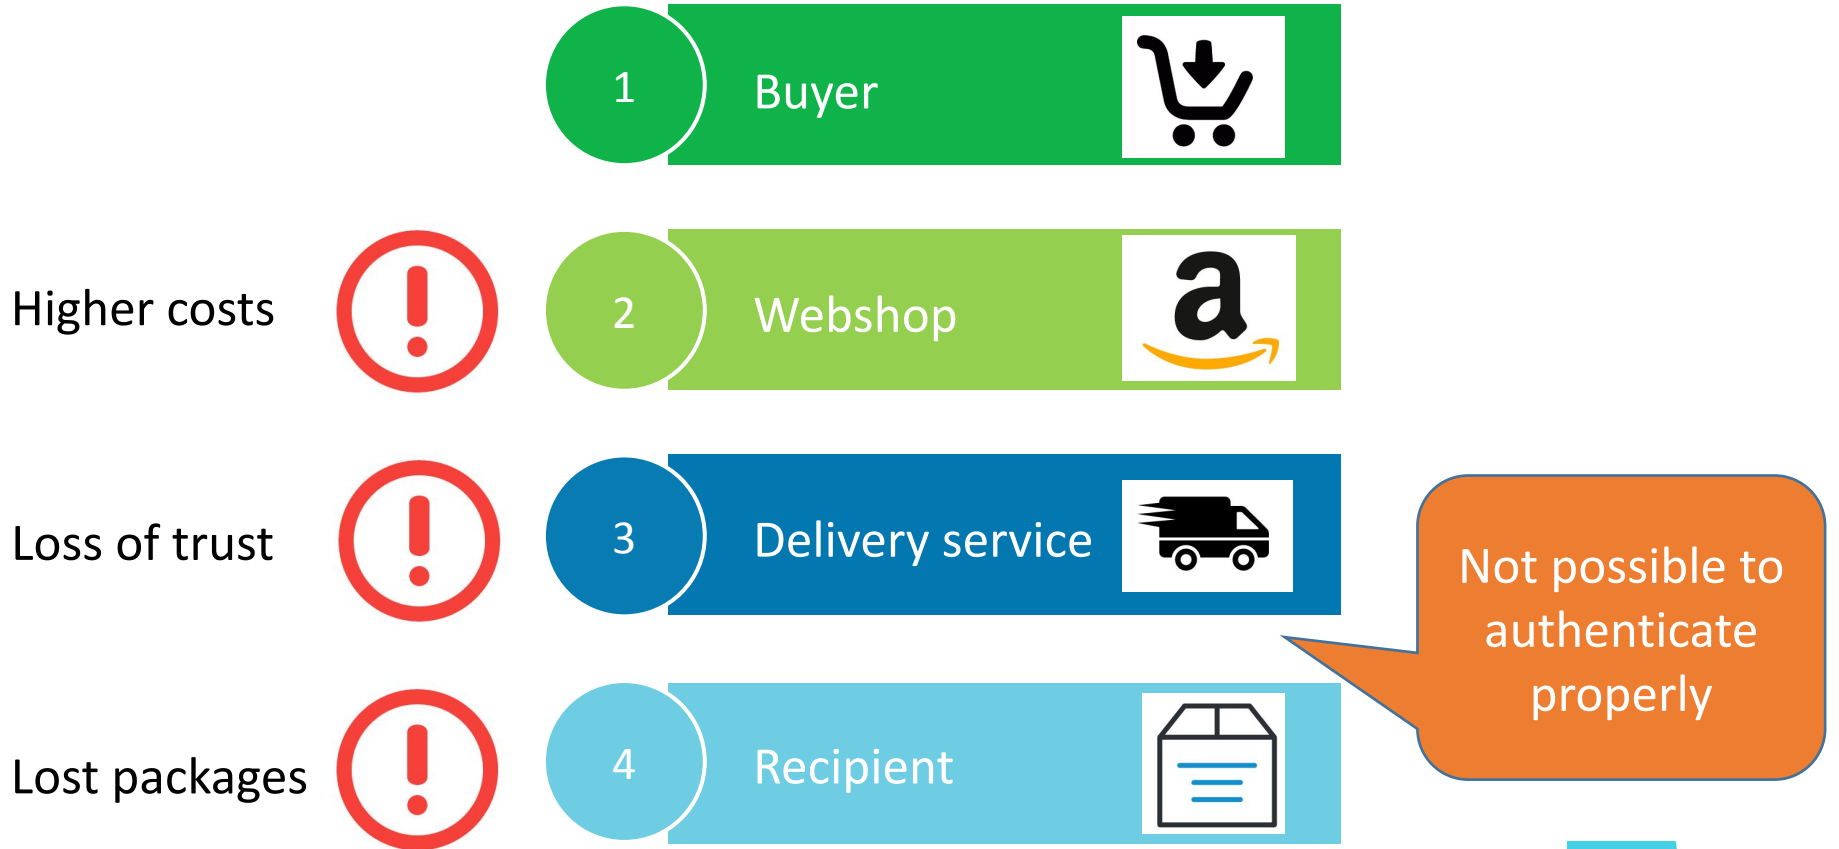 1
Buyer
Higher costs
2
Webshop
a
Loss of trust
3
Delivery service
Not possible to
authenticate
properly
Lost packages
4
Recipient